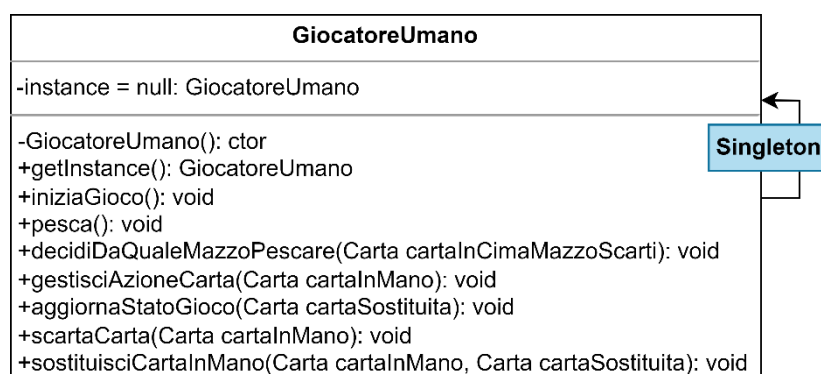 GiocatoreUmano
-instance = null: GiocatoreUmano
-GiocatoreUmano(): ctor
+getInstance(): GiocatoreUmano
+iniziaGioco(): void
+pesca(): void
+decidiDaQualeMazzoPescare(Carta cartaInCimaMazzoScarti): void
+gestisciAzioneCarta(Carta cartaInMano): void
+aggiornaStatoGioco(Carta cartaSostituita): void
+scartaCarta(Carta cartaInMano): void
+sostituisciCartaInMano(Carta cartaInMano, Carta cartaSostituita): void
Singleton